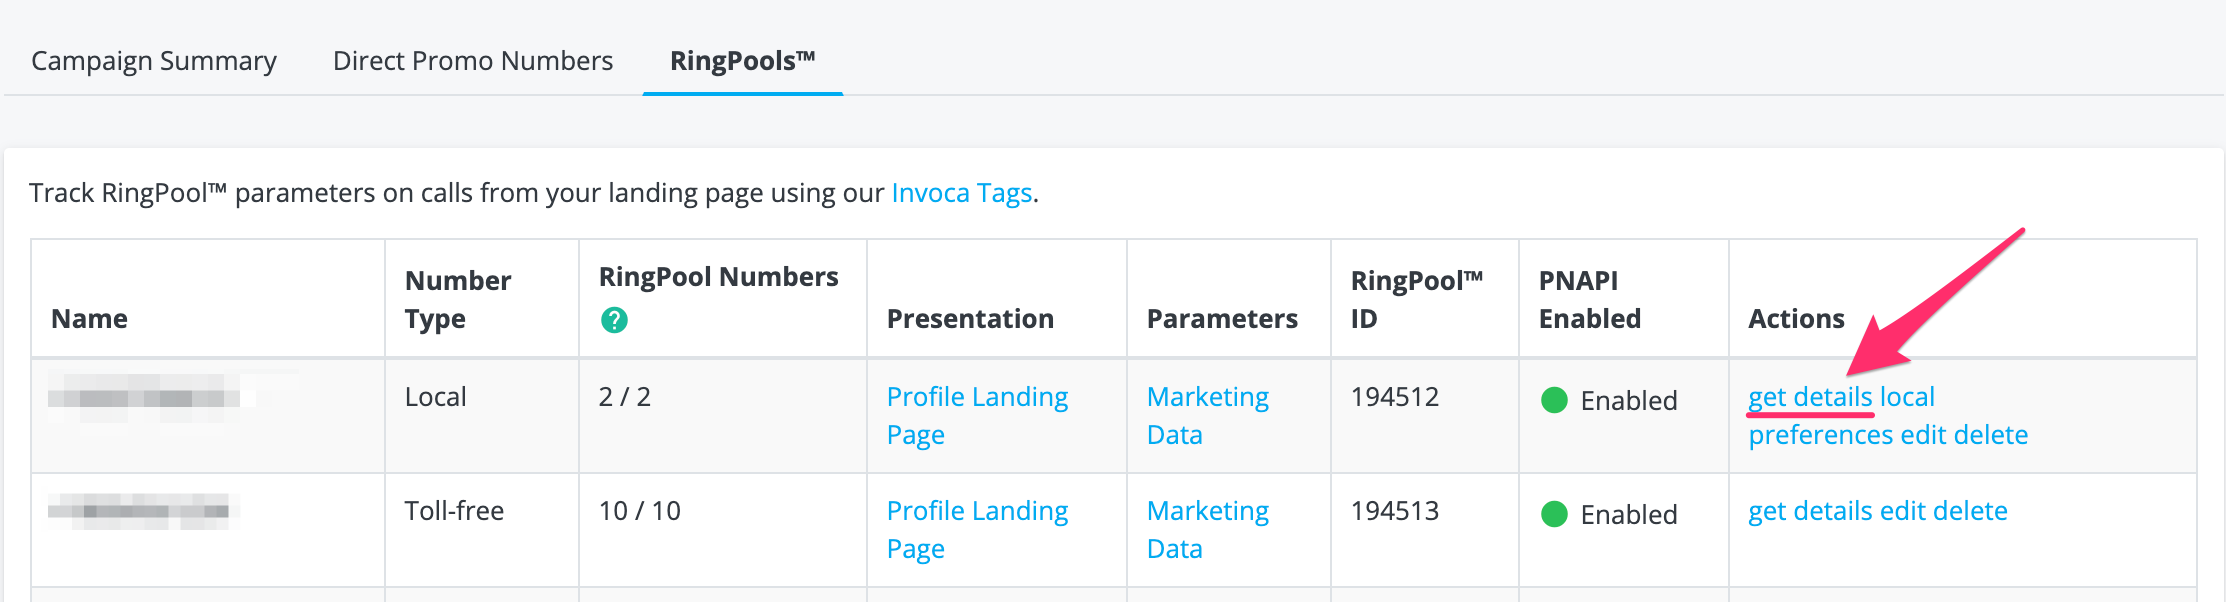 Campaign Summary Direct Promo Numbers RingPools™
Track RingPool™ parameters on calls from your landing page using our Invoca Tags.
Name Number Type RingPool Numbers ? Presentation Parameters RingPool™ ID PNAPI Enabled Actions
Local 2 / 2 Profile Landing Page Marketing Data 194512 Enabled get details local preferences edit delete
Toll-free 10 / 10 Profile Landing Page Marketing Data 194513 Enabled get details edit delete